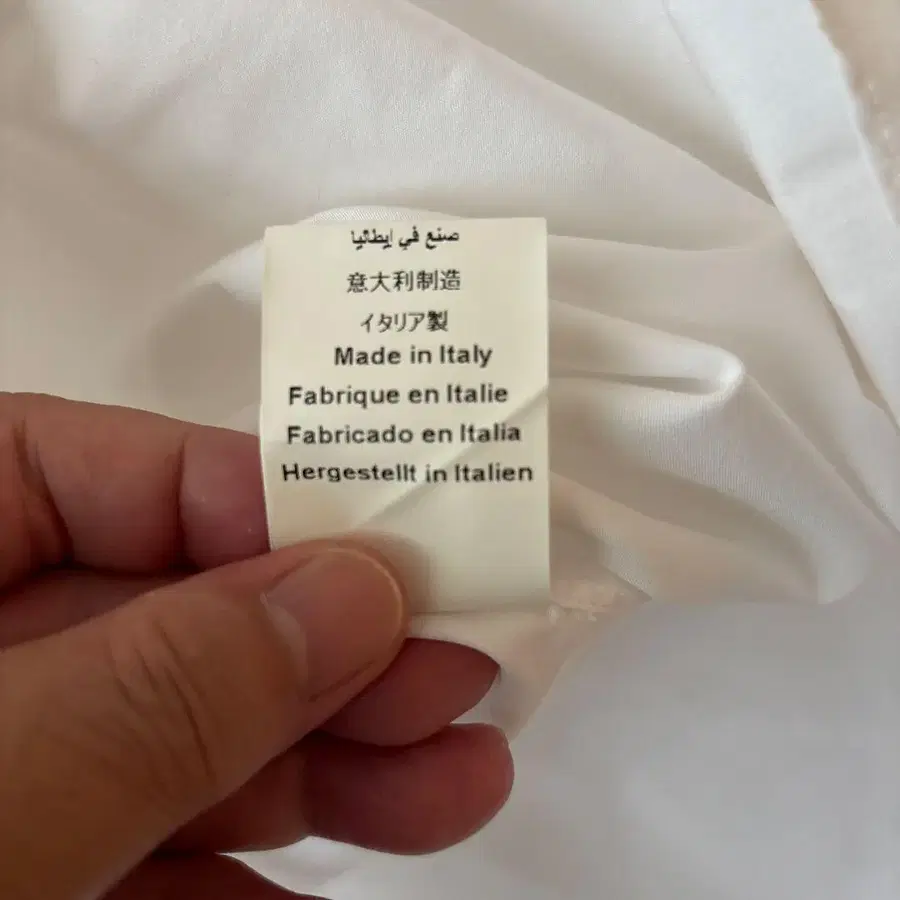 صنع في إيطاليا
意大利制造
イタリア製
Made in Italy
Fabrique en Italie
Fabricado en Italia
Hergestellt in Italien